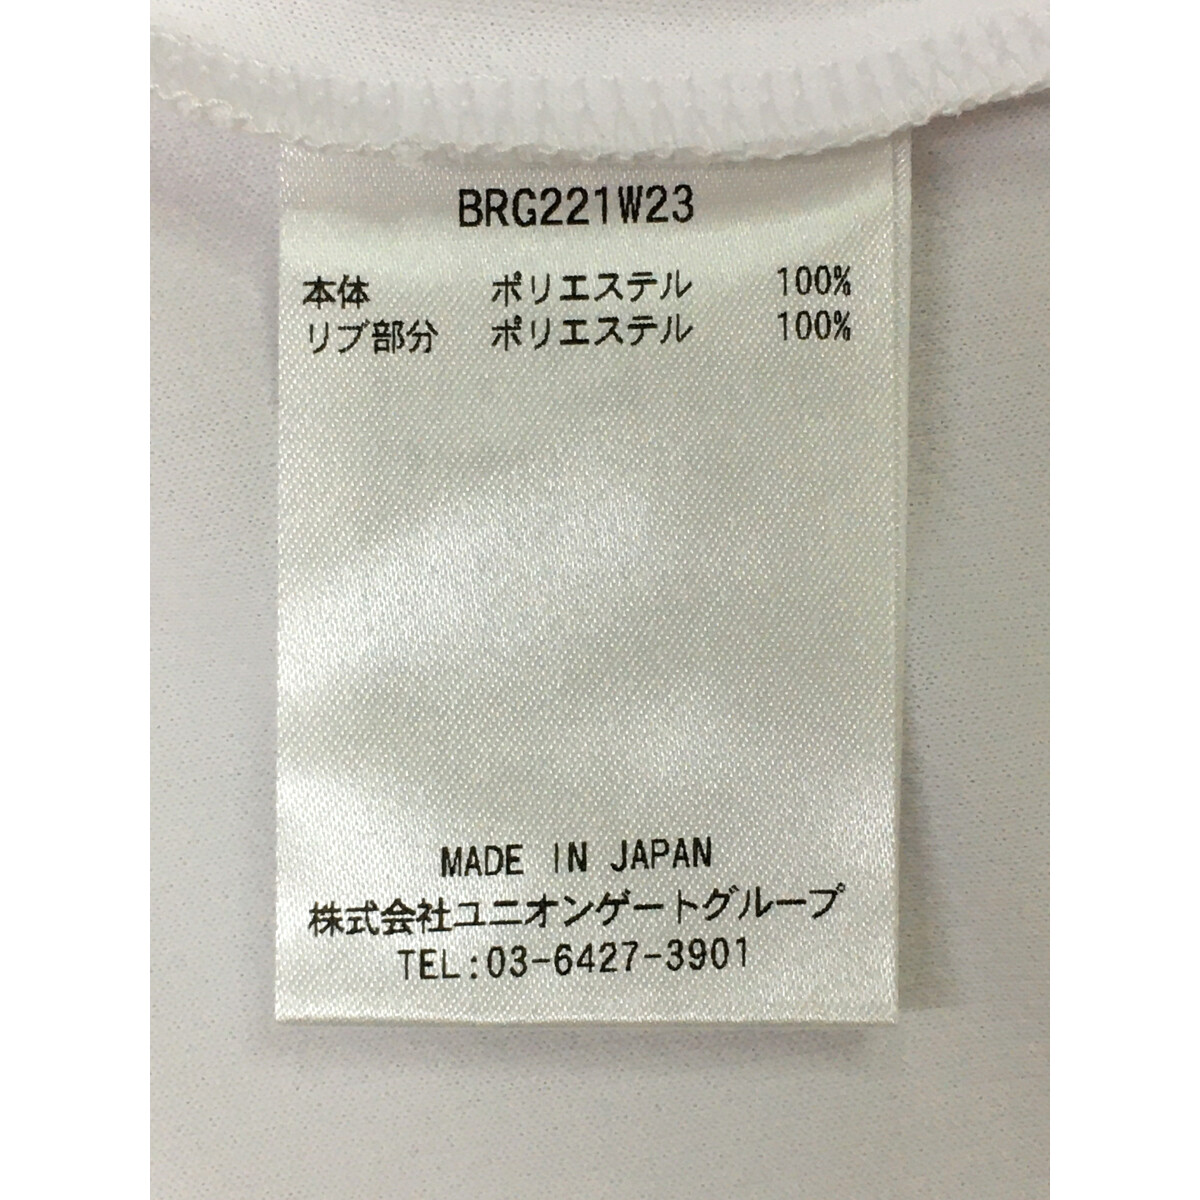 BRG221W23
本体 ポリエステル 100%
リブ部分 ポリエステル 100%
MADE IN JAPAN
株式会社ユニオンゲートグループ
TEL:03-6427-3901